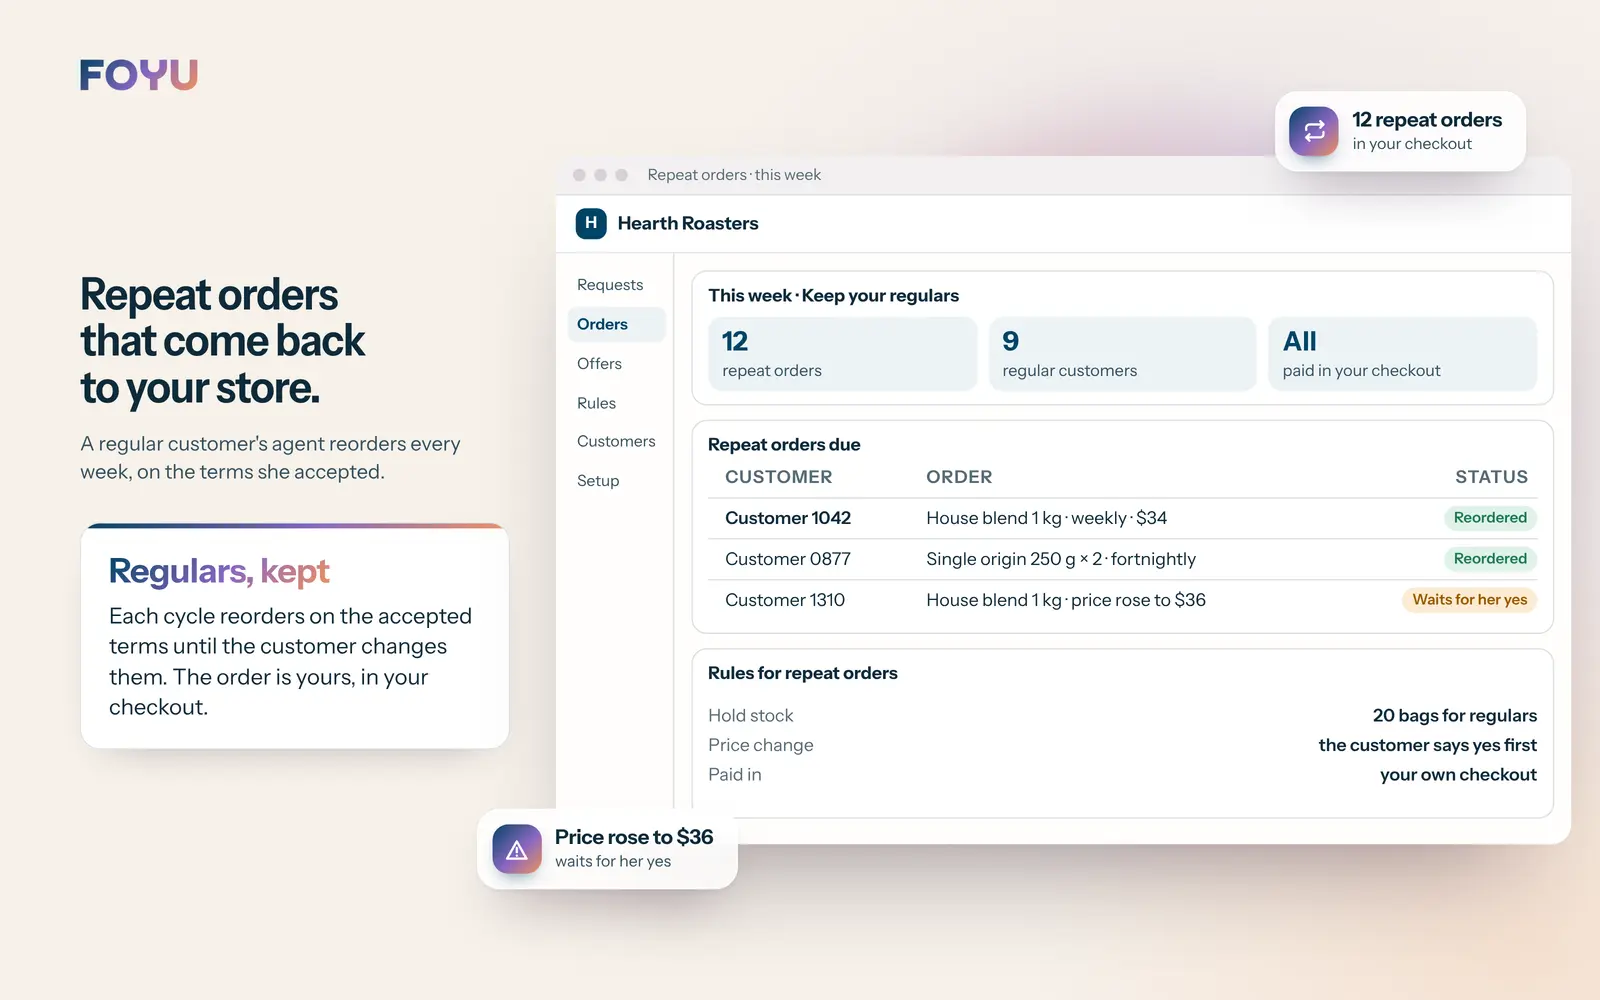 FOYU
Repeat orders
that come back
to your store.
A regular customer's agent reorders every
week, on the terms she accepted.
Regulars, kept
Each cycle reorders on the accepted
terms until the customer changes
them. The order is yours, in your
checkout.
12 repeat orders
in your checkout
Repeat orders · this week
H
Hearth Roasters
Requests
Orders
Offers
Rules
Customers
Setup
This week · Keep your regulars
12
repeat orders
9
regular customers
All
paid in your checkout
Repeat orders due
CUSTOMER ORDER STATUS
Customer 1042 House blend 1 kg · weekly · $34 Reordered
Customer 0877 Single origin 250 g × 2 · fortnightly Reordered
Customer 1310 House blend 1 kg · price rose to $36 Waits for her yes
Rules for repeat orders
Hold stock 20 bags for regulars
Price change the customer says yes first
Paid in your own checkout
Price rose to $36
waits for her yes